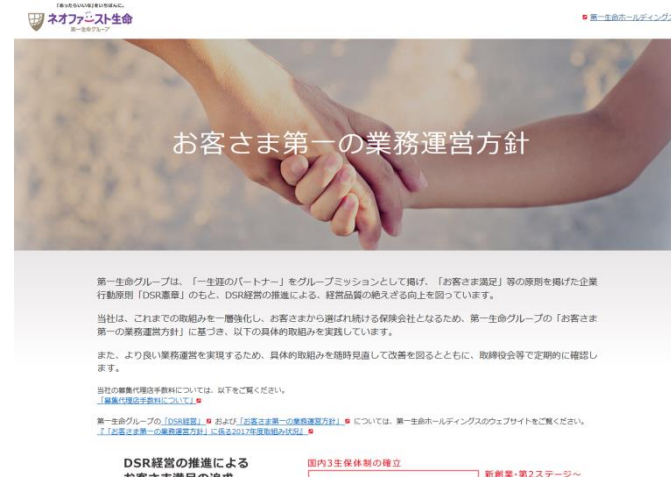 「あったらいいな」をいちばんに。
ネオファースト生命
第一生命グループ
第一生命ホールディングス
お客さま第一の業務運営方針
第一生命グループは、「一生涯のパートナー」をグループミッションとして掲げ、「お客さま満足」等の原則を掲げた企業
行動原則「DSR憲章」のもと、DSR経営の推進による、経営品質の絶えざる向上を図っています。
当社は、これまでの取組みを一層強化し、お客さまから選ばれ続ける保険会社となるため、第一生命グループの「お客さま
第一の業務運営方針」に基づき、以下の具体的取組みを実践しています。
また、より良い業務運営を実現するため、具体的取組みを随時見直して改善を図るとともに、取締役会等で定期的に確認し
ます。
当社の募集代理店手数料については、以下をご覧ください。
「募集代理店手数料について」
第一生命グループの「DSR経営」 および「お客さま第一の業務運営方針」 については、第一生命ホールディングスのウェブサイトをご覧ください。
『「お客さま第一の業務運営方針」に係る2017年度取組み状況』
DSR経営の推進による
お客さま満足の追求
国内3生保体制の確立
新創業・第2ステージ～